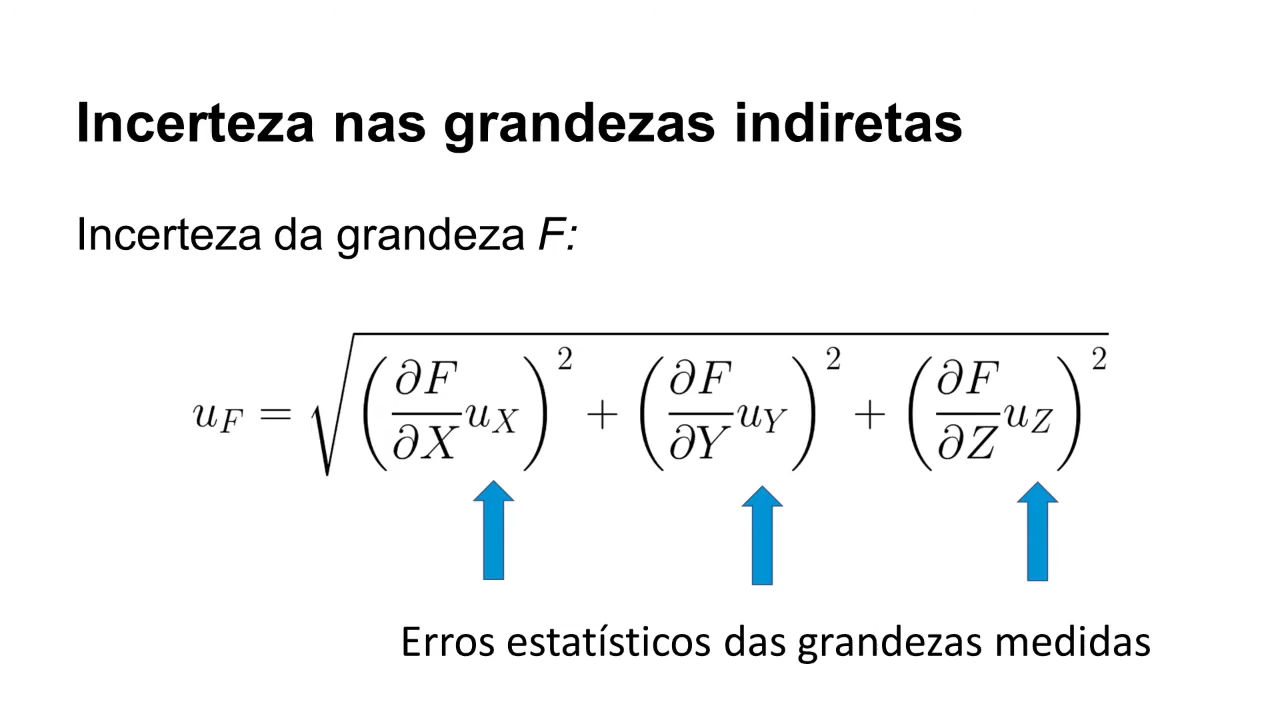 Incerteza nas grandezas indiretas
Incerteza da grandeza F:
u_F = √((∂F/∂X u_X)² + (∂F/∂Y u_Y)² + (∂F/∂Z u_Z)²)
Erros estatísticos das grandezas medidas